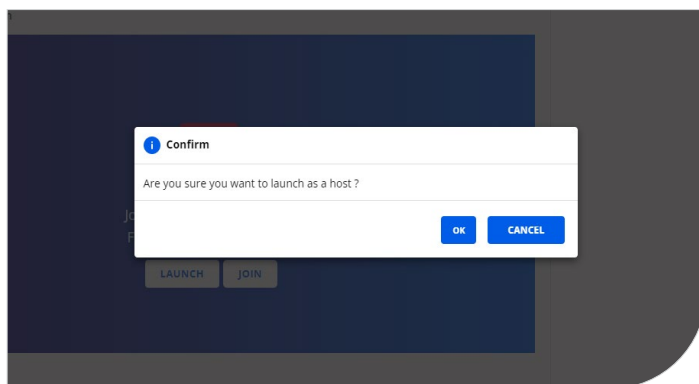 Confirm
Are you sure you want to launch as a host ?
OK CANCEL
LAUNCH JOIN